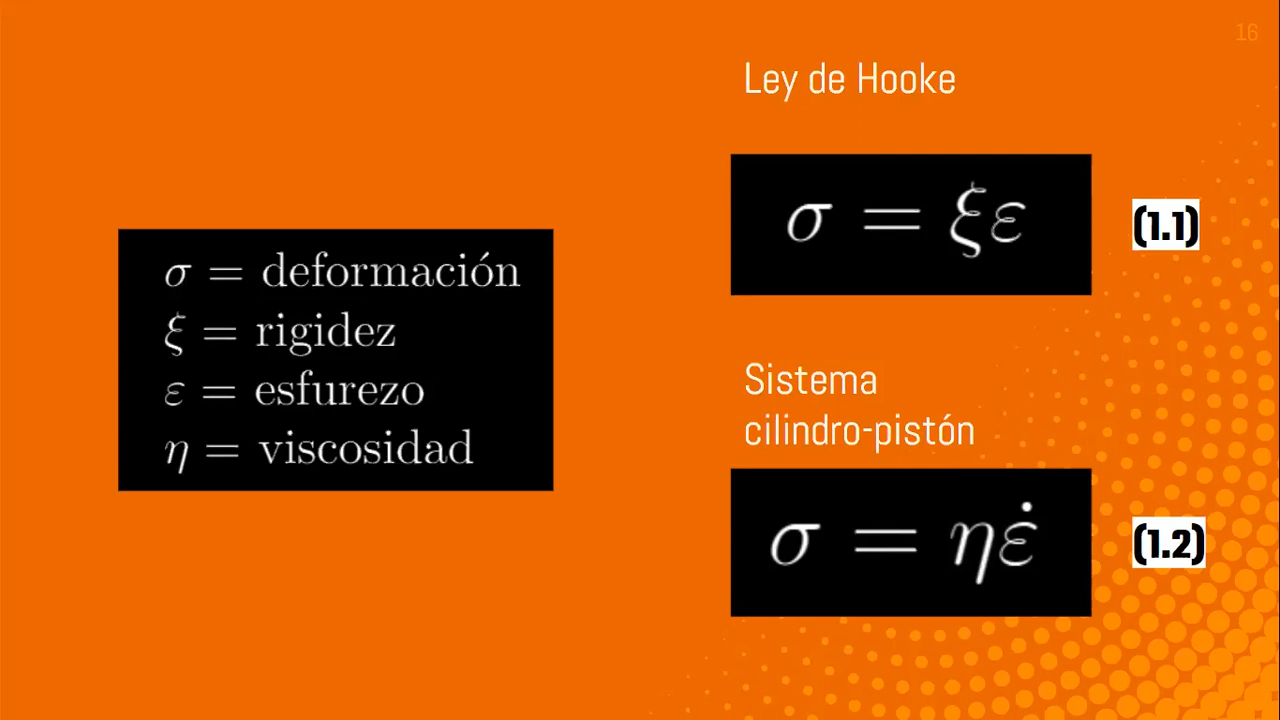 16
Ley de Hooke
σ = ξε
(1.1)
σ = deformación
ξ = rigidez
ε = esfurezo
η = viscosidad
Sistema
cilindro-pistón
σ = ηε̇
(1.2)